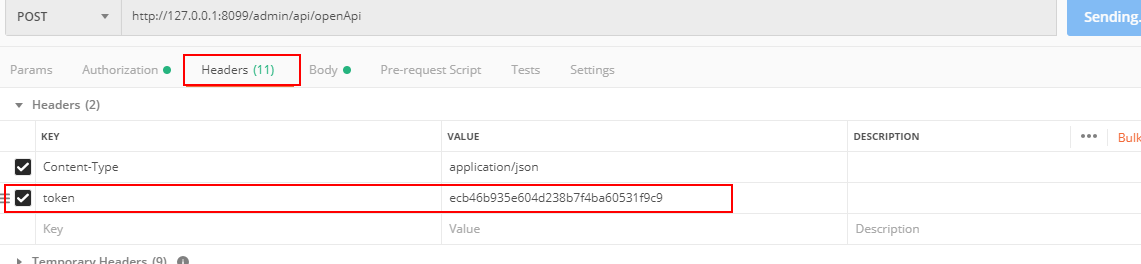 POST http://127.0.0.1:8099/admin/api/openApi Sending.
Params Authorization Headers (11) Body Pre-request Script Tests Settings
Headers (2)
KEY VALUE DESCRIPTION Bulk
Content-Type application/json
token ecb46b935e604d238b7f4ba60531f9c9
Key Value Description
Temporary Headers (9)